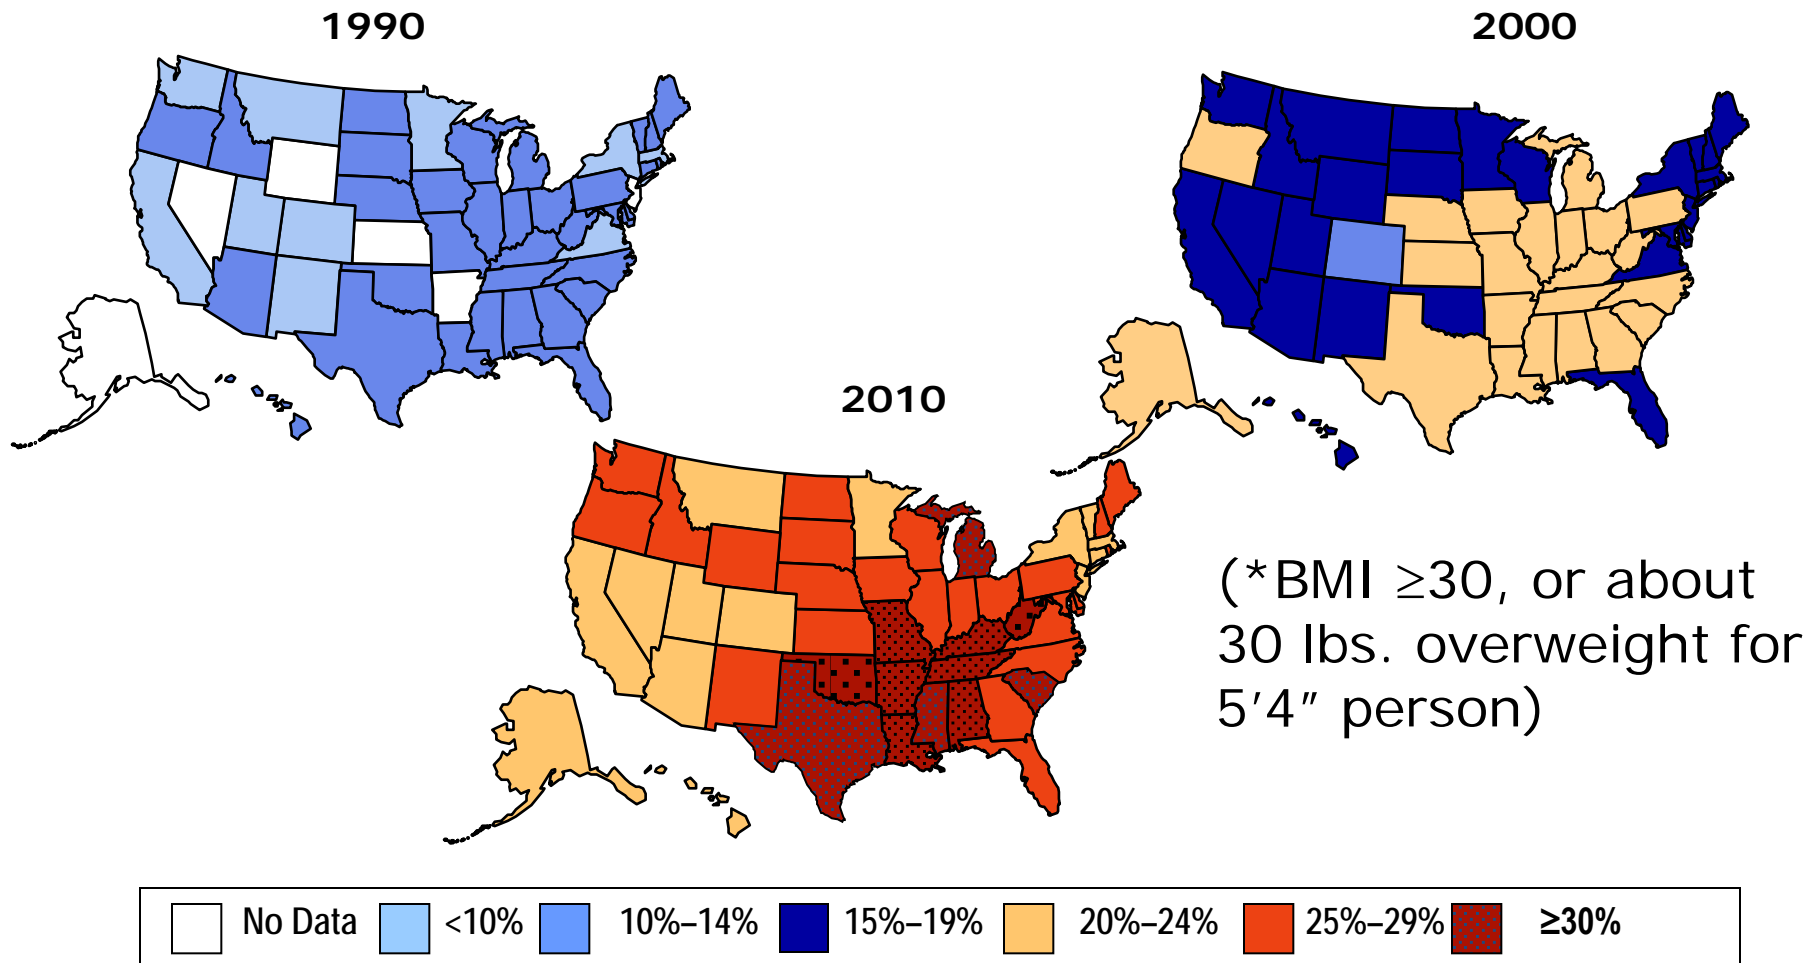 1990
2000
2010
(*BMI ≥30, or about
30 lbs. overweight for
5'4" person)
No Data <10% 10%–14% 15%–19% 20%–24% 25%–29% ≥30%